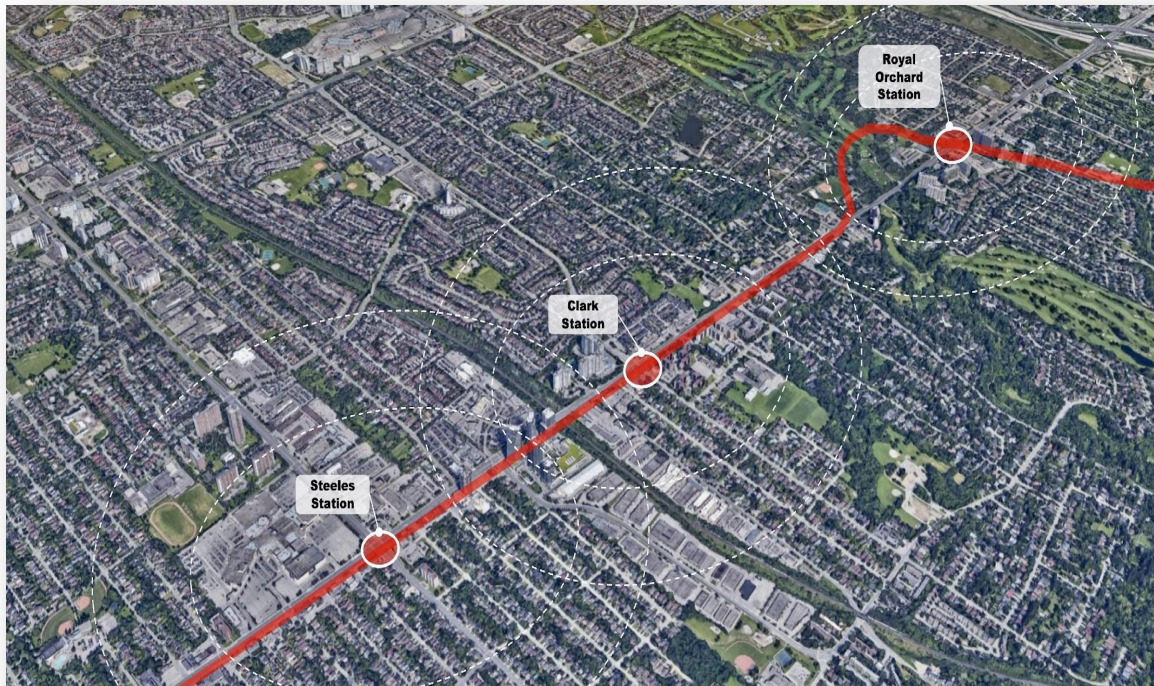 Royal
Orchard
Station
Clark
Station
Steeles
Station